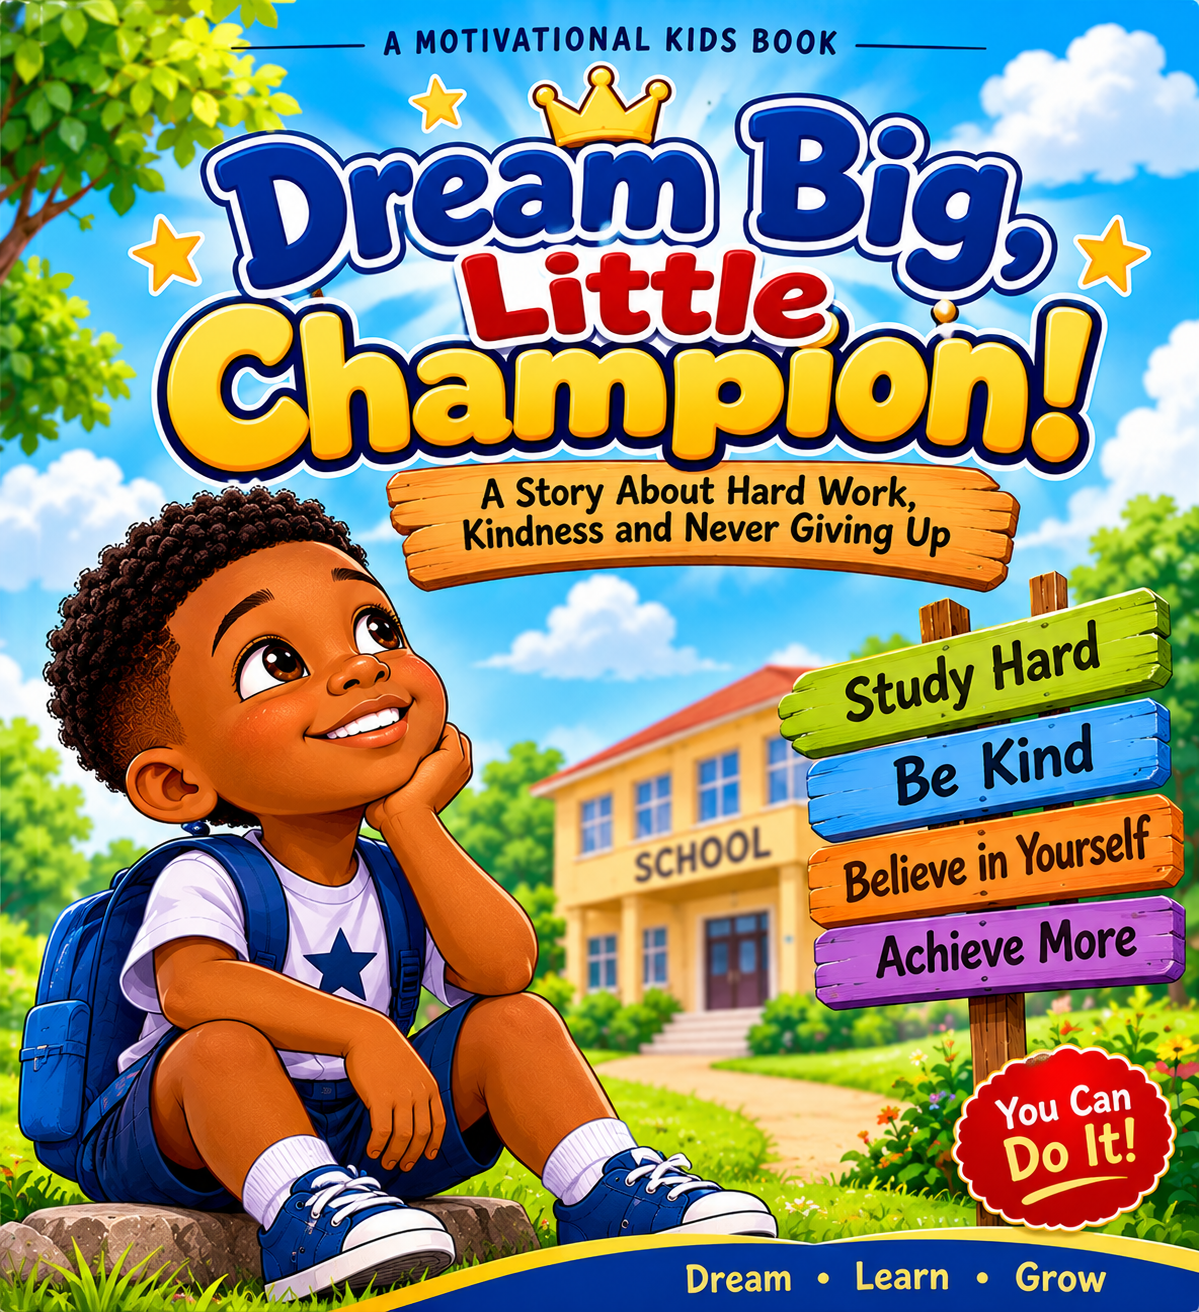 A MOTIVATIONAL KIDS BOOK
Dream Big,
Little
Champion!
A Story About Hard Work,
Kindness and Never Giving Up
Study Hard
Be Kind
Believe in Yourself
Achieve More
SCHOOL
You Can
Do It!
Dream • Learn • Grow